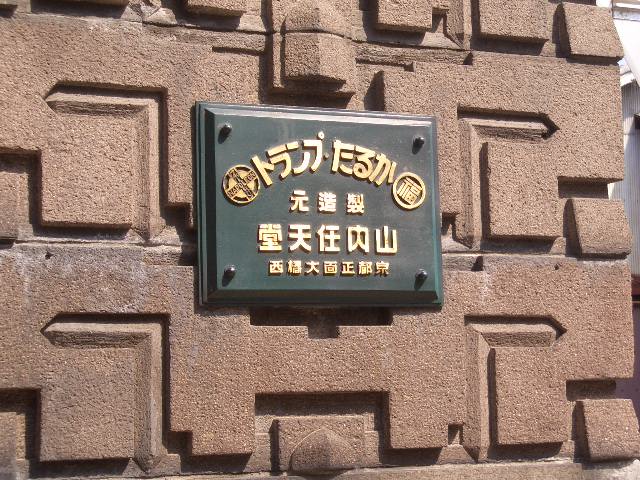 福 かるた・トランプ
製造元
山内任天堂
京都正面大橋西